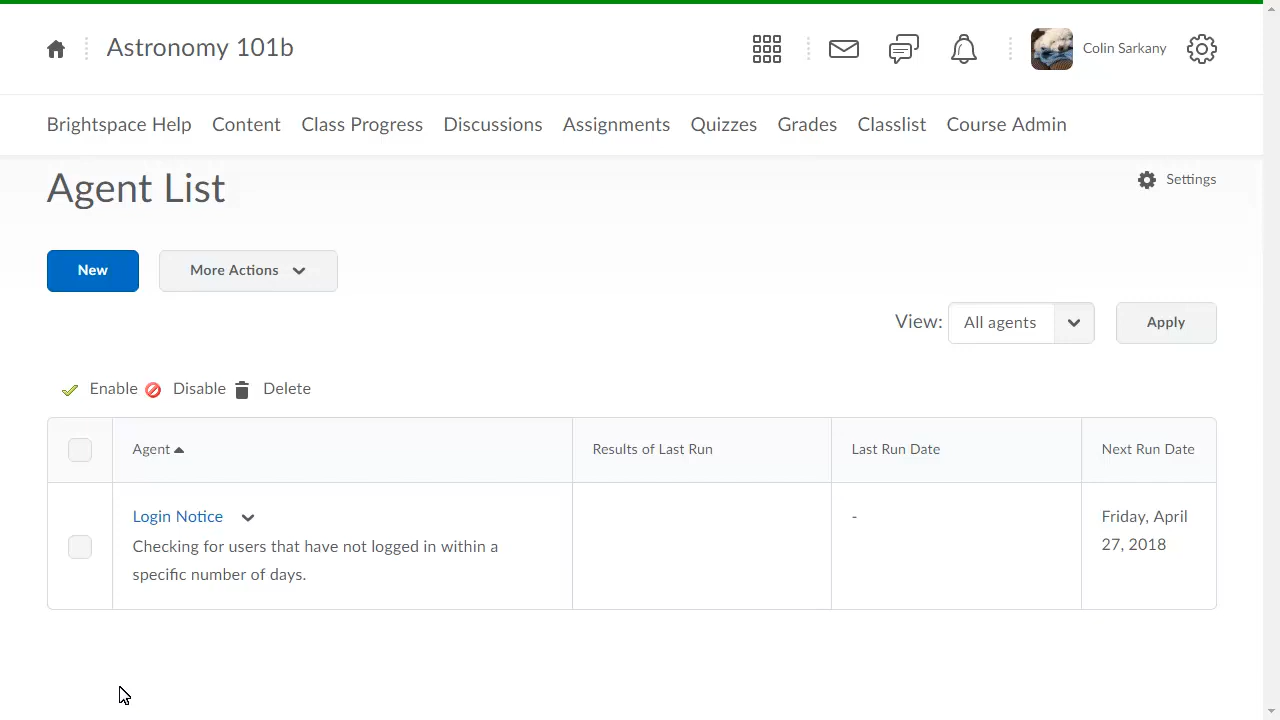 Astronomy 101b
Colin Sarkany
Brightspace Help Content Class Progress Discussions Assignments Quizzes Grades Classlist Course Admin
Agent List
Settings
New More Actions
View: All agents Apply
Enable Disable Delete
Agent Results of Last Run Last Run Date Next Run Date
Login Notice
Checking for users that have not logged in within a
specific number of days.
-
Friday, April
27, 2018